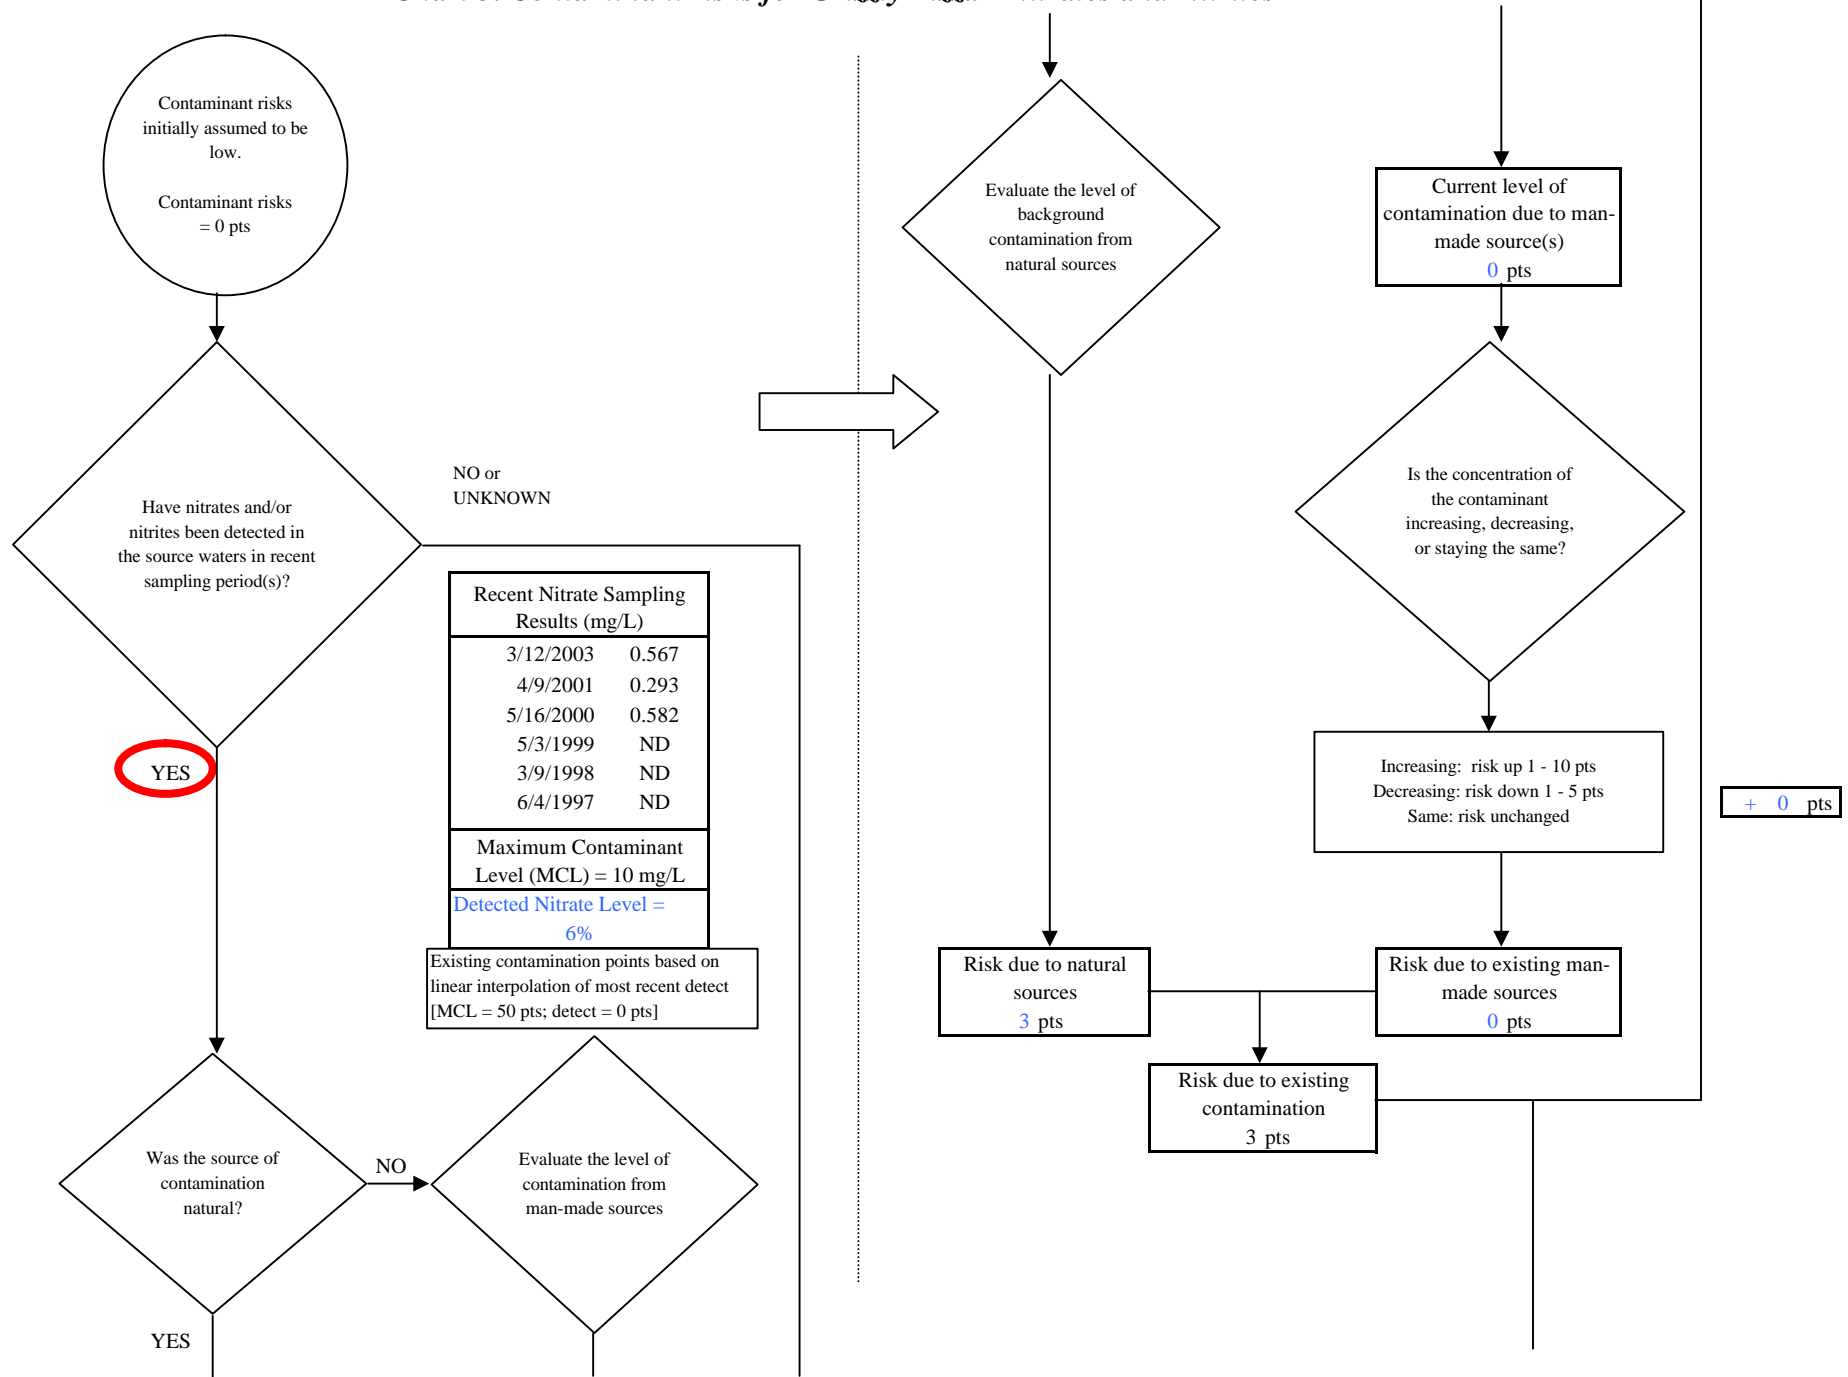 Contaminant risks
initially assumed to be
low.
Contaminant risks
= 0 pts
Have nitrates and/or
nitrites been detected in
the source waters in recent
sampling period(s)?
NO or
UNKNOWN
YES
Recent Nitrate Sampling
Results (mg/L)
3/12/2003 0.567
4/9/2001 0.293
5/16/2000 0.582
5/3/1999 ND
3/9/1998 ND
6/4/1997 ND
Maximum Contaminant
Level (MCL) = 10 mg/L
Detected Nitrate Level =
6%
Existing contamination points based on
linear interpolation of most recent detect
[MCL = 50 pts; detect = 0 pts]
Was the source of
contamination
natural?
NO
Evaluate the level of
contamination from
man-made sources
YES
Evaluate the level of
background
contamination from
natural sources
Current level of
contamination due to man-
made source(s)
0 pts
Is the concentration of
the contaminant
increasing, decreasing,
or staying the same?
Increasing: risk up 1 - 10 pts
Decreasing: risk down 1 - 5 pts
Same: risk unchanged
+ 0 pts
Risk due to natural
sources
3 pts
Risk due to existing man-
made sources
0 pts
Risk due to existing
contamination
3 pts